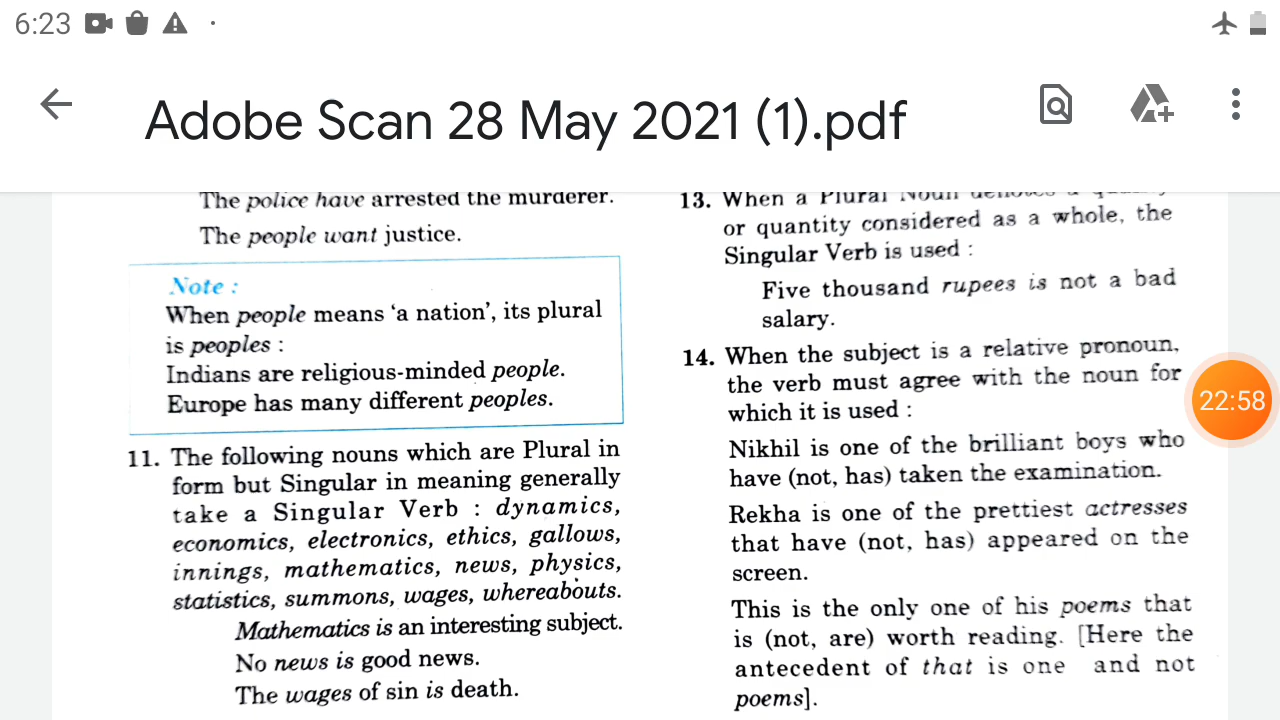 6:23
Adobe Scan 28 May 2021 (1).pdf
The police have arrested the murderer.
The people want justice.
Note :
When people means ‘a nation’, its plural
is peoples :
Indians are religious-minded people.
Europe has many different peoples.
11. The following nouns which are Plural in
form but Singular in meaning generally
take a Singular Verb : dynamics,
economics, electronics, ethics, gallows,
innings, mathematics, news, physics,
statistics, summons, wages, whereabouts.
Mathematics is an interesting subject.
No news is good news.
The wages of sin is death.
13. When a Plural Noun denotes a
or quantity considered as a whole, the
Singular Verb is used :
Five thousand rupees is not a bad
salary.
14. When the subject is a relative pronoun,
the verb must agree with the noun for
which it is used :
Nikhil is one of the brilliant boys who
have (not, has) taken the examination.
Rekha is one of the prettiest actresses
that have (not, has) appeared on the
screen.
This is the only one of his poems that
is (not, are) worth reading. [Here the
antecedent of that is one and not
poems].
22:58